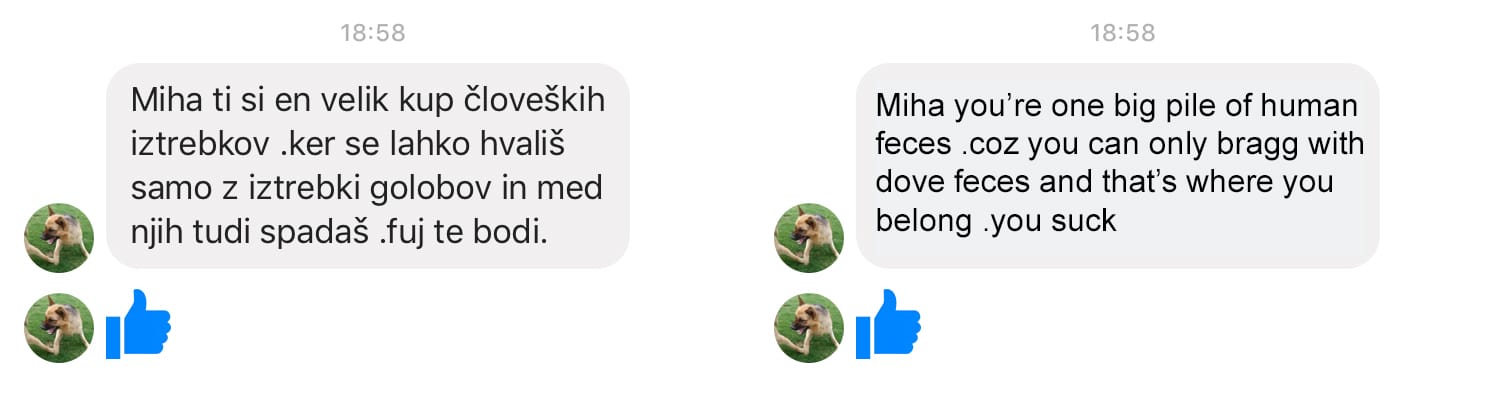 18:58
Miha ti si en velik kup človeških
iztrebkov .ker se lahko hvališ
samo z iztrebki golobov in med
njih tudi spadaš .fuj te bodi.
18:58
Miha you’re one big pile of human
feces .coz you can only bragg with
dove feces and that’s where you
belong .you suck